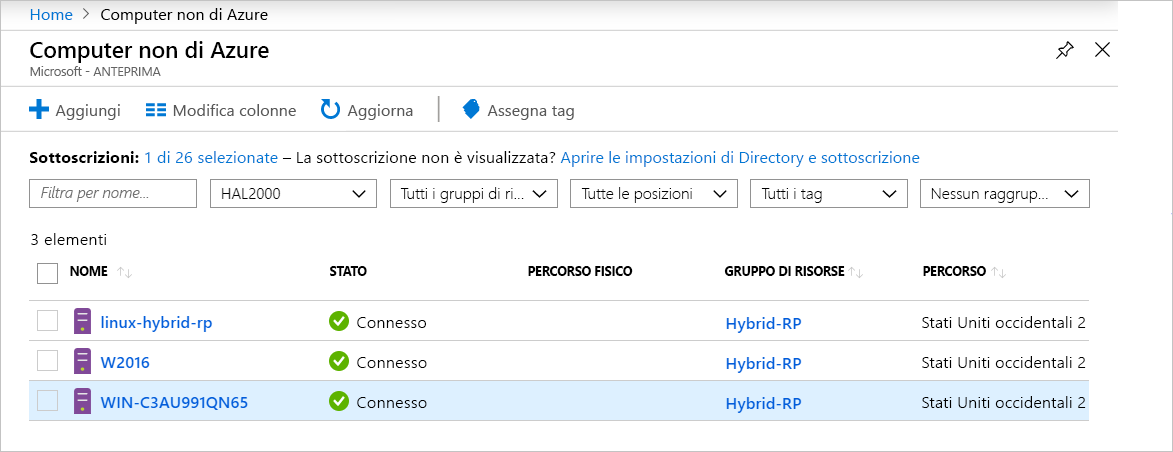 Home > Computer non di Azure
Computer non di Azure
Microsoft - ANTEPRIMA
Aggiungi Modifica colonne Aggiorna Assegna tag
Sottoscrizioni: 1 di 26 selezionate – La sottoscrizione non è visualizzata? Aprire le impostazioni di Directory e sottoscrizione
Filtra per nome... HAL2000 Tutti i gruppi di ri... Tutte le posizioni Tutti i tag Nessun raggrup...
3 elementi
NOME STATO PERCORSO FISICO GRUPPO DI RISORSE PERCORSO
linux-hybrid-rp Connesso Hybrid-RP Stati Uniti occidentali 2
W2016 Connesso Hybrid-RP Stati Uniti occidentali 2
WIN-C3AU991QN65 Connesso Hybrid-RP Stati Uniti occidentali 2